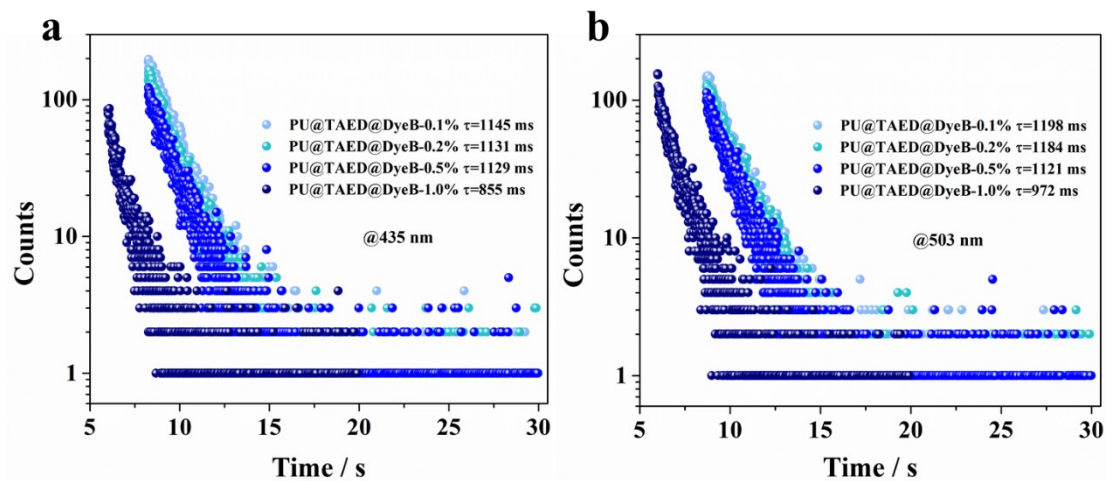 a
Counts
100
10
1
PU@TAED@DyeB-0.1% τ=1145 ms
PU@TAED@DyeB-0.2% τ=1131 ms
PU@TAED@DyeB-0.5% τ=1129 ms
PU@TAED@DyeB-1.0% τ=855 ms
@435 nm
5 10 15 20 25 30
Time / s
b
Counts
100
10
1
PU@TAED@DyeB-0.1% τ=1198 ms
PU@TAED@DyeB-0.2% τ=1184 ms
PU@TAED@DyeB-0.5% τ=1121 ms
PU@TAED@DyeB-1.0% τ=972 ms
@503 nm
5 10 15 20 25 30
Time / s